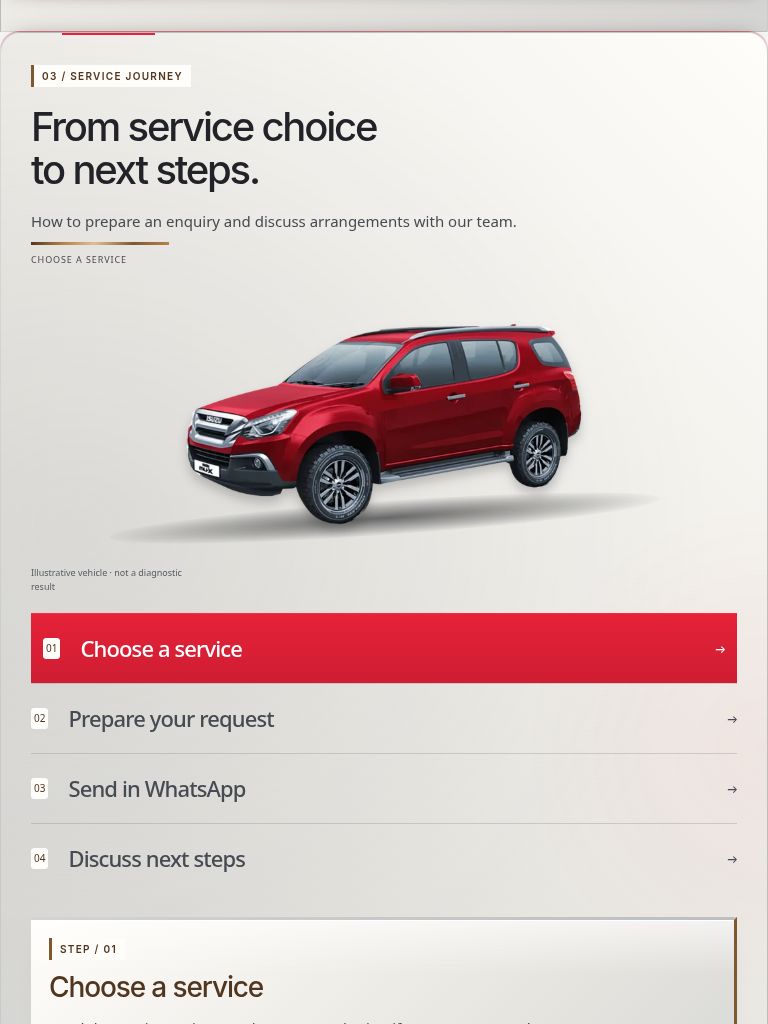 03 / SERVICE JOURNEY
From service choice
to next steps.
How to prepare an enquiry and discuss arrangements with our team.
CHOOSE A SERVICE
ISUZU
mu-X
Illustrative vehicle · not a diagnostic
result
01 Choose a service →
02 Prepare your request →
03 Send in WhatsApp →
04 Discuss next steps →
STEP / 01
Choose a service